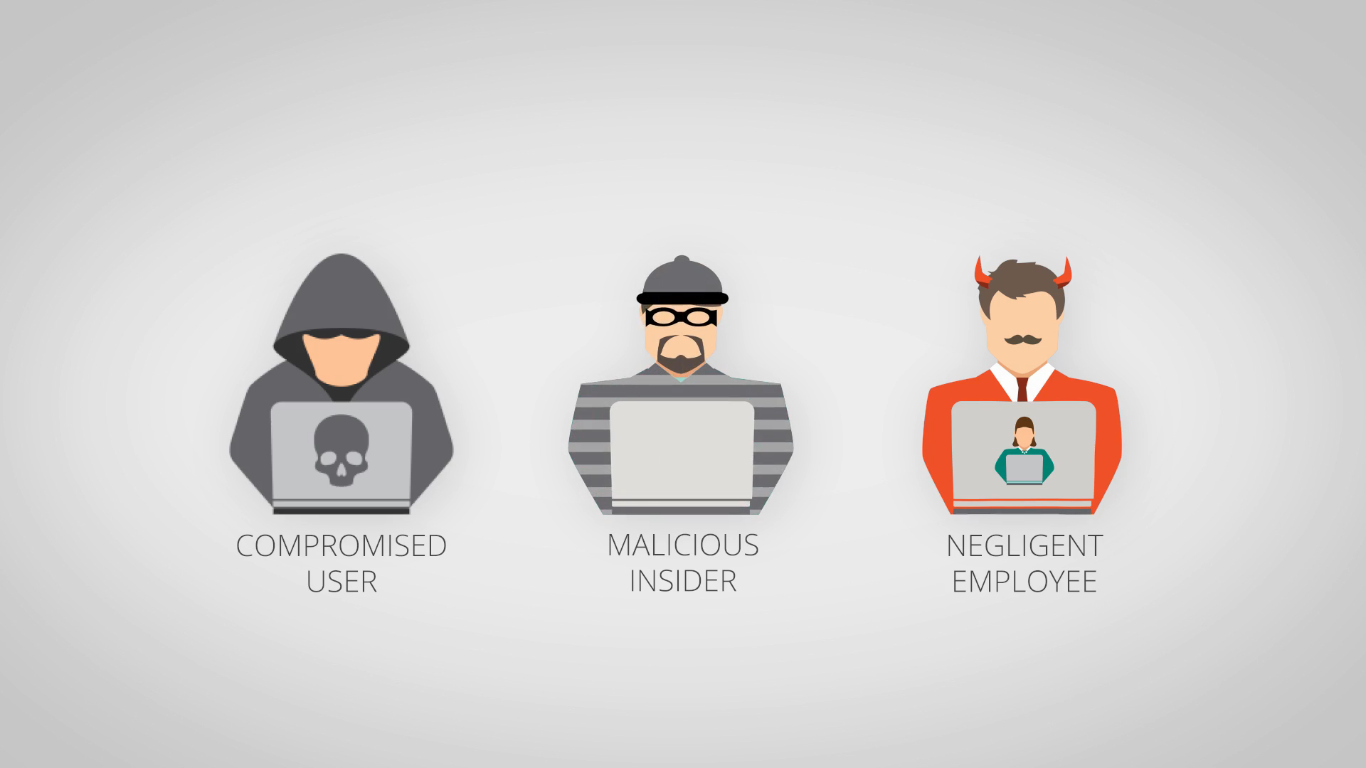 COMPROMISED
USER
MALICIOUS
INSIDER
NEGLIGENT
EMPLOYEE